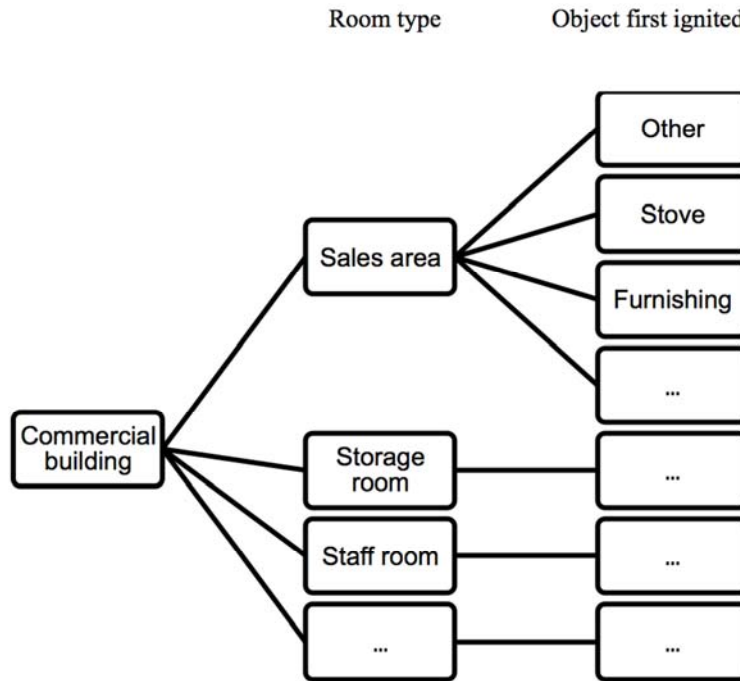 Room type
Object first ignited
Other
Stove
Sales area
Furnishing
...
Commercial
building
Storage
room
...
Staff room
...
...
...